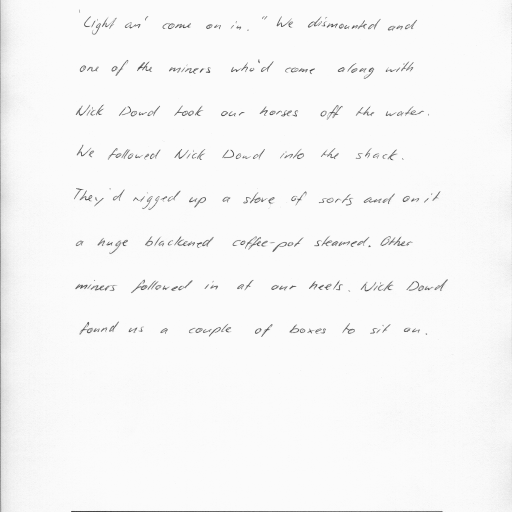 'Light an' come on in." We dismounted and
one of the miners who'd come along with
Nick Dowd took our horses off the water.
We followed Nick Dowd into the shack.
They'd rigged up a stove of sorts and on it
a huge blackened coffee-pot steamed. Other
miners followed in at our heels. Nick Dowd
found us a couple of boxes to sit on.